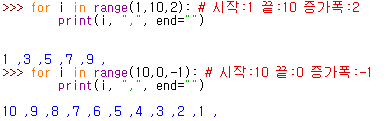 >>> for i in range(1,10,2): # 시작:1 끝:10 증가폭:2
print(i, ",", end="")
1 ,3 ,5 ,7 ,9 ,
>>> for i in range(10,0,-1): # 시작:10 끝:0 증가폭:-1
print(i, ",", end="")
10 ,9 ,8 ,7 ,6 ,5 ,4 ,3 ,2 ,1 ,